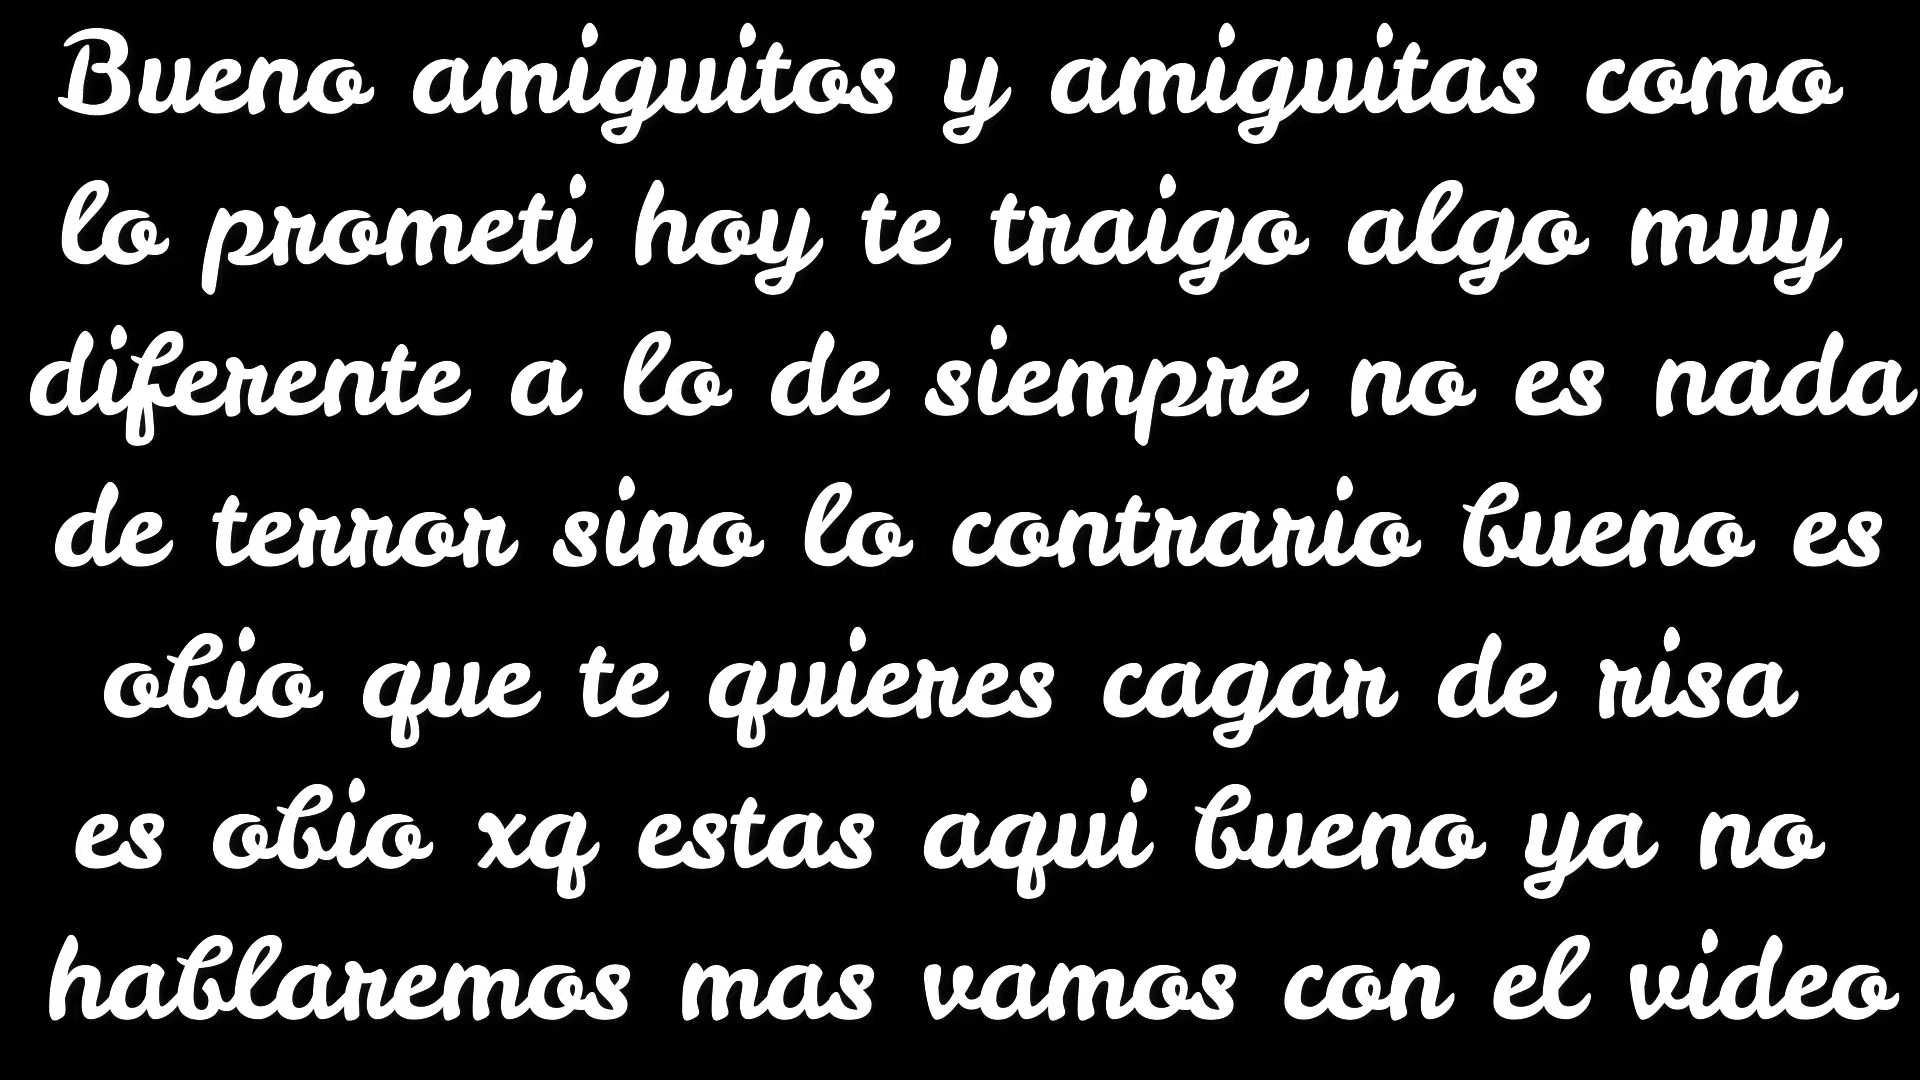 Bueno amiguitos y amiguitas como
lo prometi hoy te traigo algo muy
diferente a lo de siempre no es nada
de terror sino lo contrario bueno es
obio que te quieres cagar de risa
es obio xq estas aqui bueno ya no
hablaremos mas vamos con el video